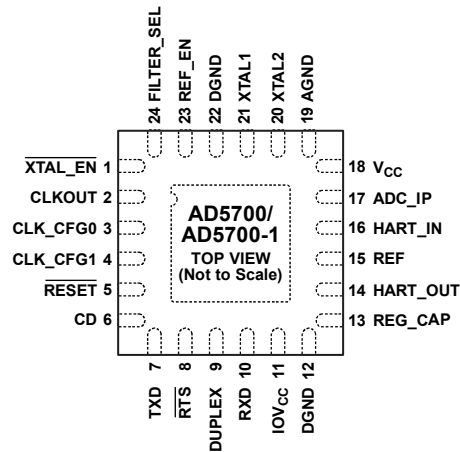 24 FILTER_SEL
23 REF_EN
22 DGND
21 XTAL1
20 XTAL2
19 AGND
XTAL_EN 1
CLKOUT 2
CLK_CFG0 3
CLK_CFG1 4
RESET 5
CD 6
AD5700/
AD5700-1
TOP VIEW
(Not to Scale)
18 VCC
17 ADC_IP
16 HART_IN
15 REF
14 HART_OUT
13 REG_CAP
TXD 7
RTS 8
DUPLEX 9
RXD 10
IOVCC 11
DGND 12